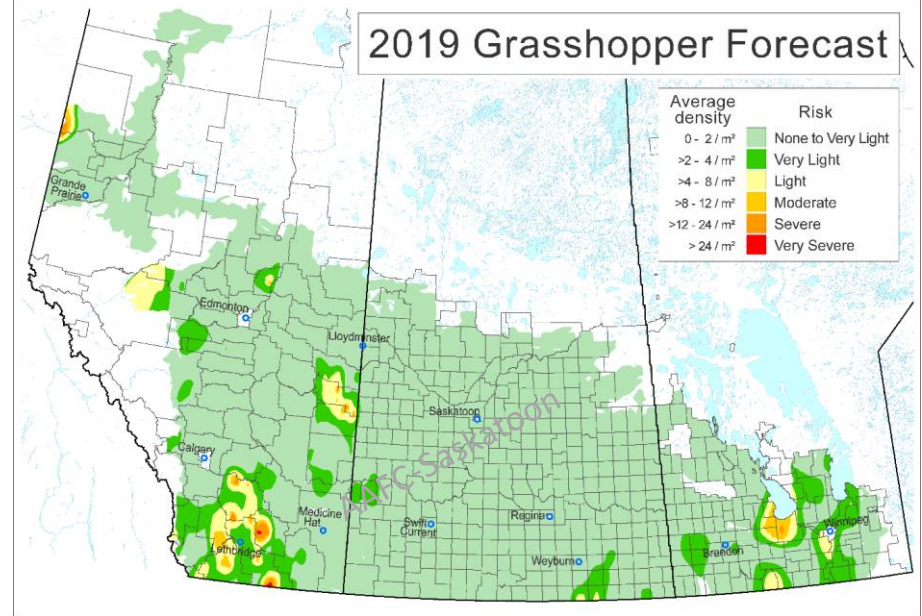 2019 Grasshopper Forecast
Average density
Risk
0 - 2 / m² None to Very Light
>2 - 4 / m² Very Light
>4 - 8 / m² Light
>8 - 12 / m² Moderate
>12 - 24 / m² Severe
> 24 / m² Very Severe
Grande
Prairie
Edmonton
Lloydminster
Saskatoon
AAFC-Saskatoon
Calgary
Medicine
Hat
Lethbridge
Swift
Current
Regina
Weyburn
Brandon
Winnipeg